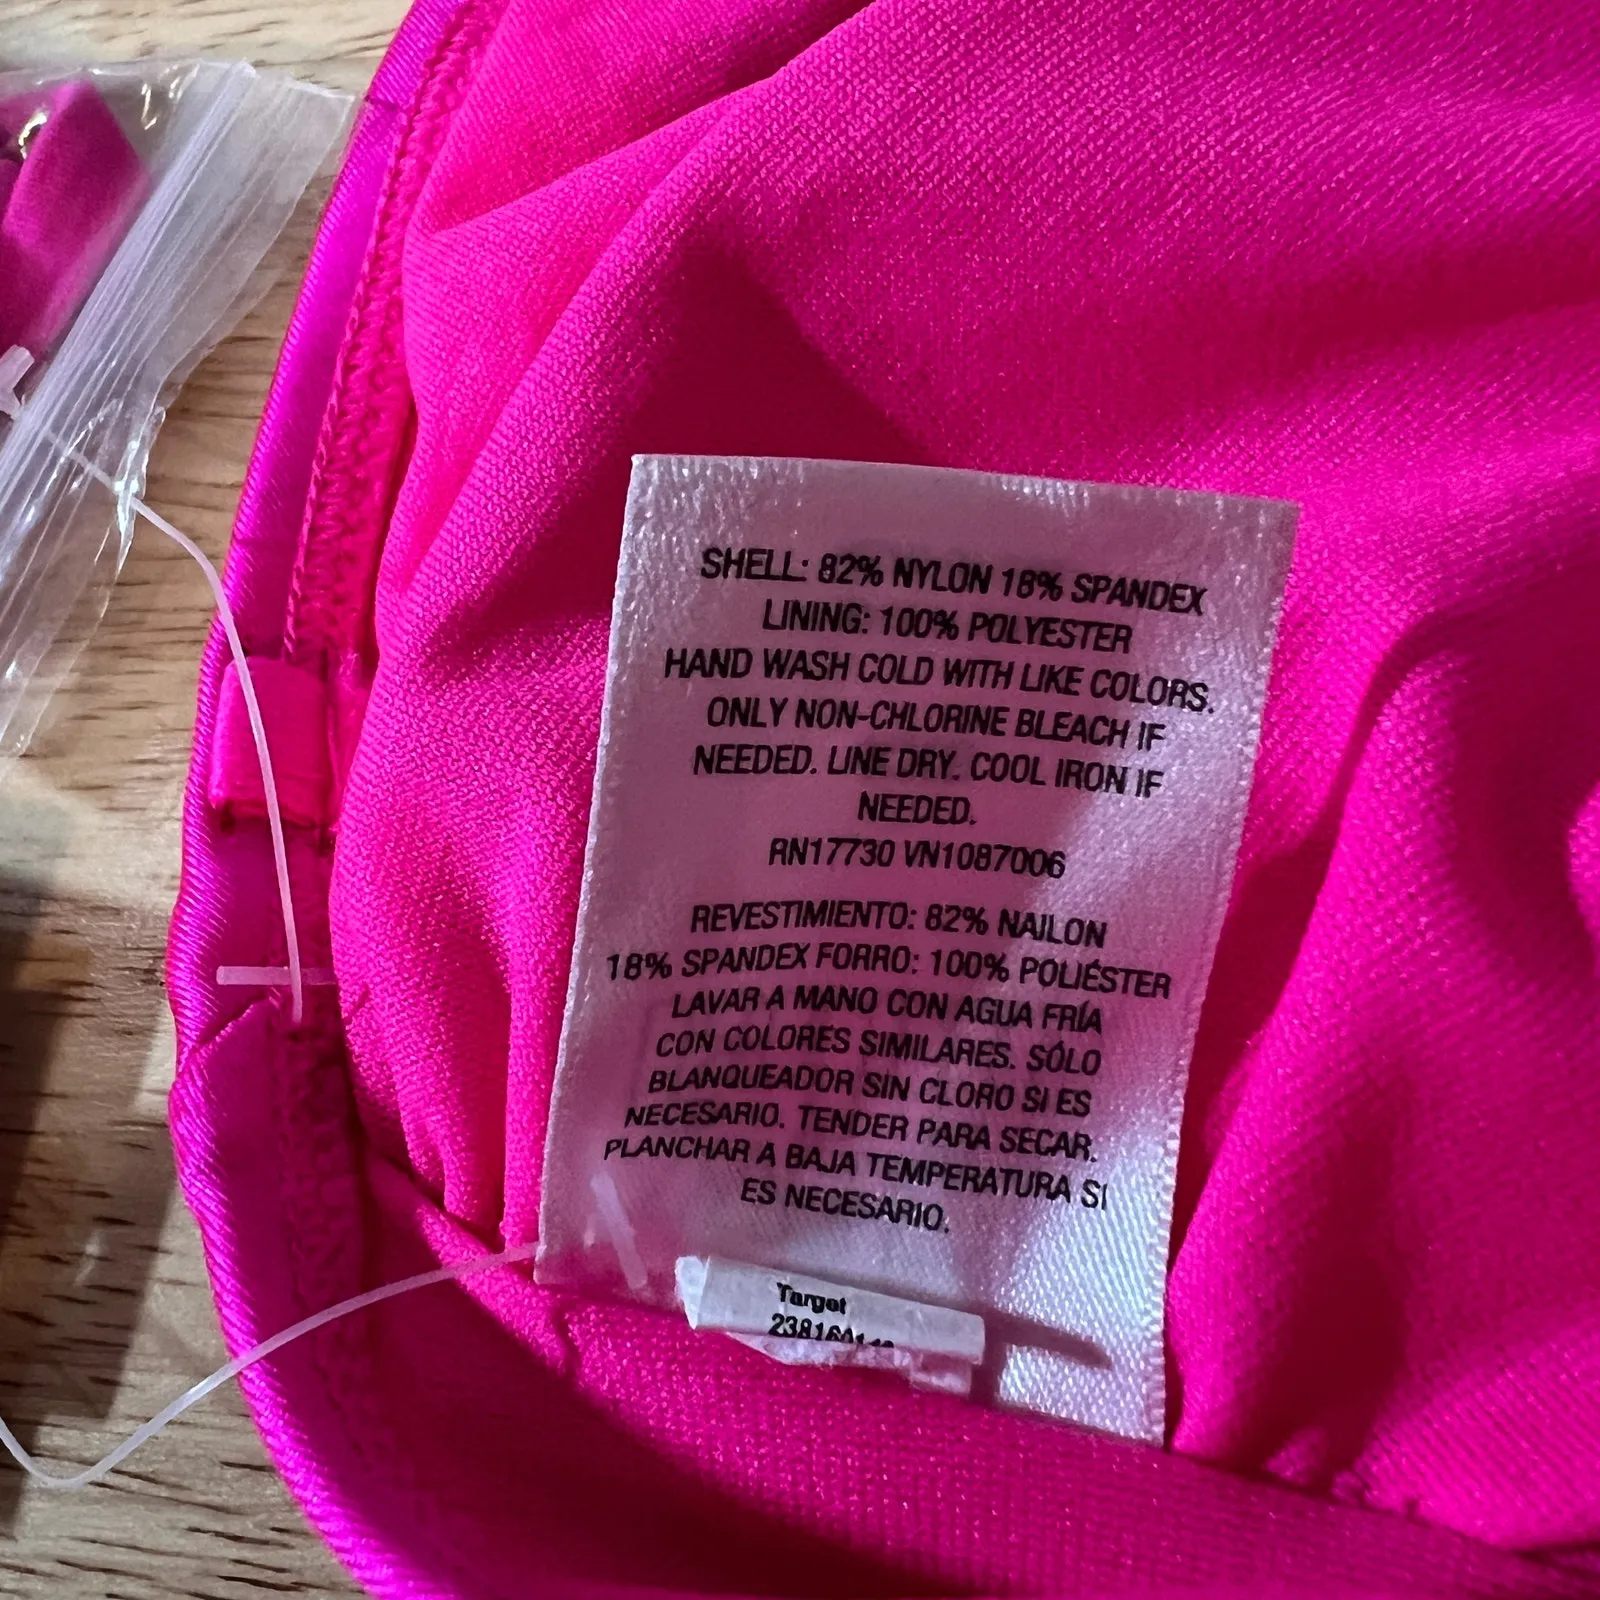 SHELL: 82% NYLON 18% SPANDEX
LINING: 100% POLYESTER
HAND WASH COLD WITH LIKE COLORS.
ONLY NON-CHLORINE BLEACH IF
NEEDED. LINE DRY. COOL IRON IF
NEEDED.
RN17730 VN1087006
REVESTIMIENTO: 82% NAILON
18% SPANDEX FORRO: 100% POLIÉSTER
LAVAR A MANO CON AGUA FRÍA
CON COLORES SIMILARES. SÓLO
BLANQUEADOR SIN CLORO SI ES
NECESARIO. TENDER PARA SECAR.
PLANCHAR A BAJA TEMPERATURA SI
ES NECESARIO.
Target